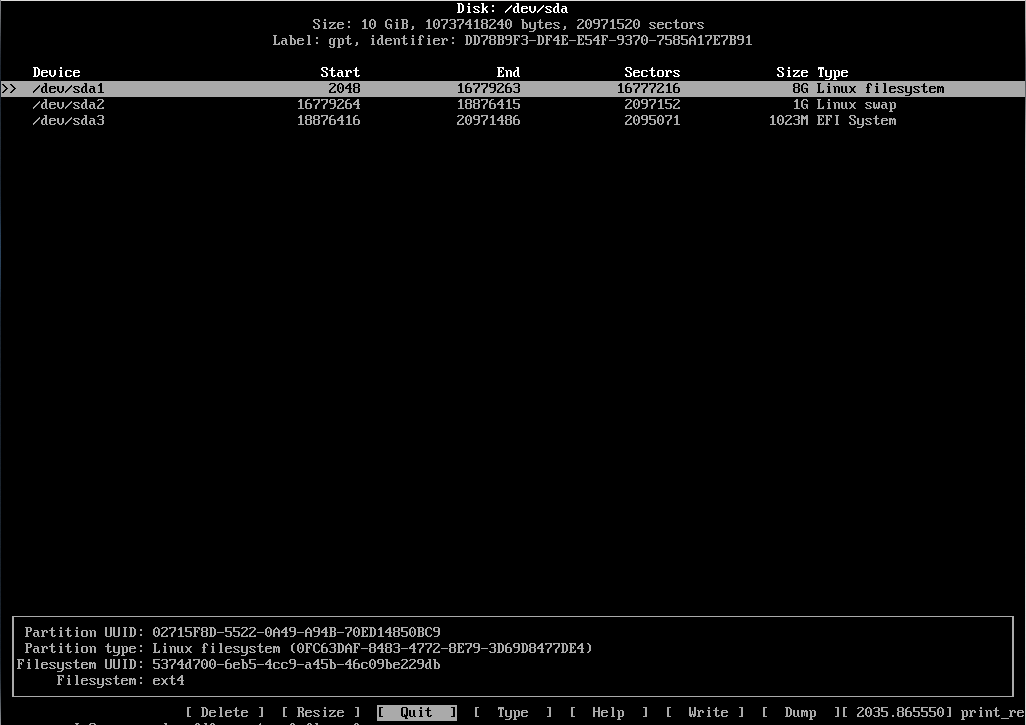 Disk: /dev/sda
Size: 10 GiB, 10737418240 bytes, 20971520 sectors
Label: gpt, identifier: DD78B9F3-DF4E-E54F-9370-7585A17E7B91
Device Start End Sectors Size Type
>> /dev/sda1 2048 16779263 16777216 8G Linux filesystem
/dev/sda2 16779264 18876415 2097152 1G Linux swap
/dev/sda3 18876416 20971486 2095071 1023M EFI System
Partition UUID: 02715F8D-5522-0A49-A94B-70ED14850BC9
Partition type: Linux filesystem (0FC63DAF-8483-4772-8E79-3D69D8477DE4)
Filesystem UUID: 5374d700-6eb5-4cc9-a45b-46c09be229db
Filesystem: ext4
[ Delete ] [ Resize ] [ Quit ] [ Type ] [ Help ] [ Write ] [ Dump ][ 2035.865550] print_re